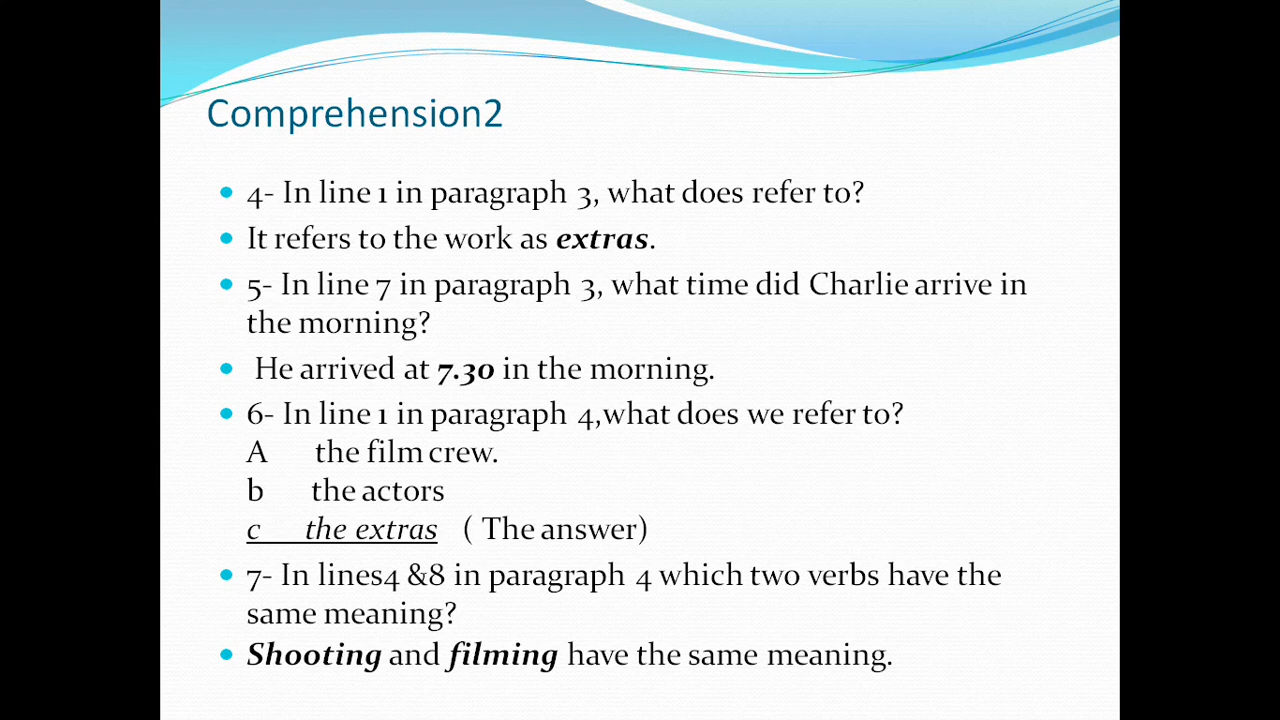 Comprehension2
4- In line 1 in paragraph 3, what does refer to?
It refers to the work as extras.
5- In line 7 in paragraph 3, what time did Charlie arrive in
the morning?
He arrived at 7.30 in the morning.
6- In line 1 in paragraph 4,what does we refer to?
A the film crew.
b the actors
c the extras ( The answer)
7- In lines4 &8 in paragraph 4 which two verbs have the
same meaning?
Shooting and filming have the same meaning.